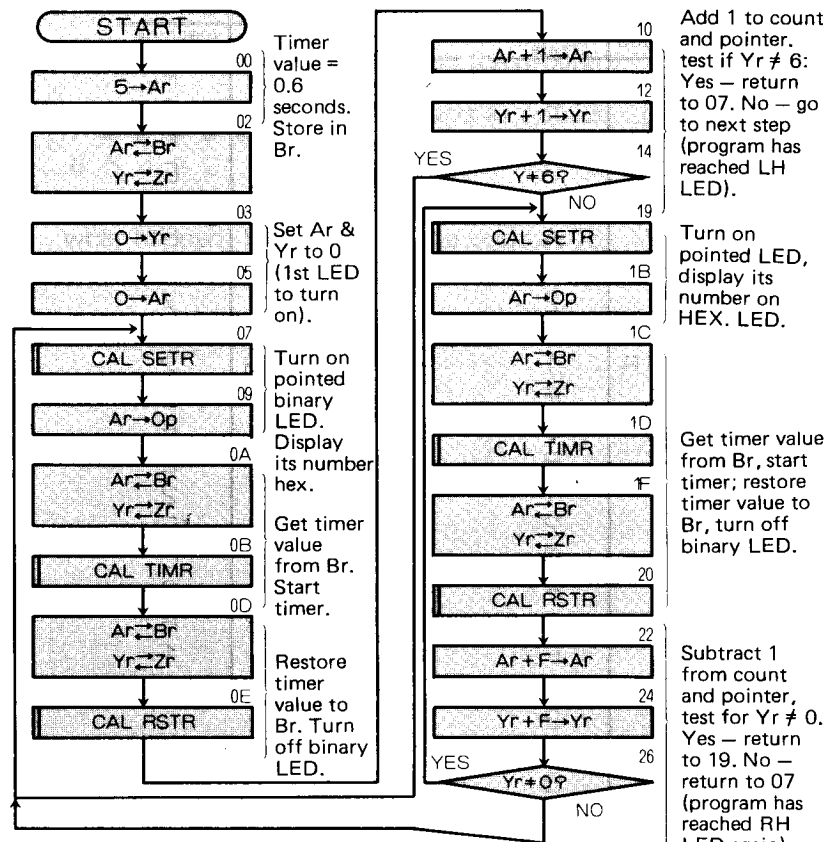 START
Timer
value =
0.6
seconds.
Store in
Br.
00
5→Ar
02
Ar⇄Br
Yr⇄Zr
03
0→Yr
Set Ar &
Yr to 0
(1st LED
to turn
on).
05
0→Ar
07
CAL SETR
Turn on
pointed
binary
LED.
Display
its number
hex.
09
Ar→Op
0A
Ar⇄Br
Yr⇄Zr
Get timer
value
from Br.
Start
timer.
0B
CAL TIMR
0D
Ar⇄Br
Yr⇄Zr
Restore
timer
value to
Br. Turn
off binary
LED.
0E
CAL RSTR
10
Ar+1→Ar
Add 1 to count
and pointer.
test if Yr ≠ 6:
Yes – return
to 07. No – go
to next step
(program has
reached LH
LED).
12
Yr+1→Yr
14
YES
Y≠6?
NO
19
CAL SETR
Turn on
pointed LED,
display its
number on
HEX. LED.
1B
Ar→Op
1C
Ar⇄Br
Yr⇄Zr
1D
CAL TIMR
Get timer value
from Br, start
timer; restore
timer value to
Br, turn off
binary LED.
1F
Ar⇄Br
Yr⇄Zr
20
CAL RSTR
22
Ar+F→Ar
Subtract 1
from count
and pointer,
test for Yr ≠ 0.
Yes – return
to 19. No –
return to 07
(program has
reached RH
24
Yr+F→Yr
26
YES
Yr≠0?
NO